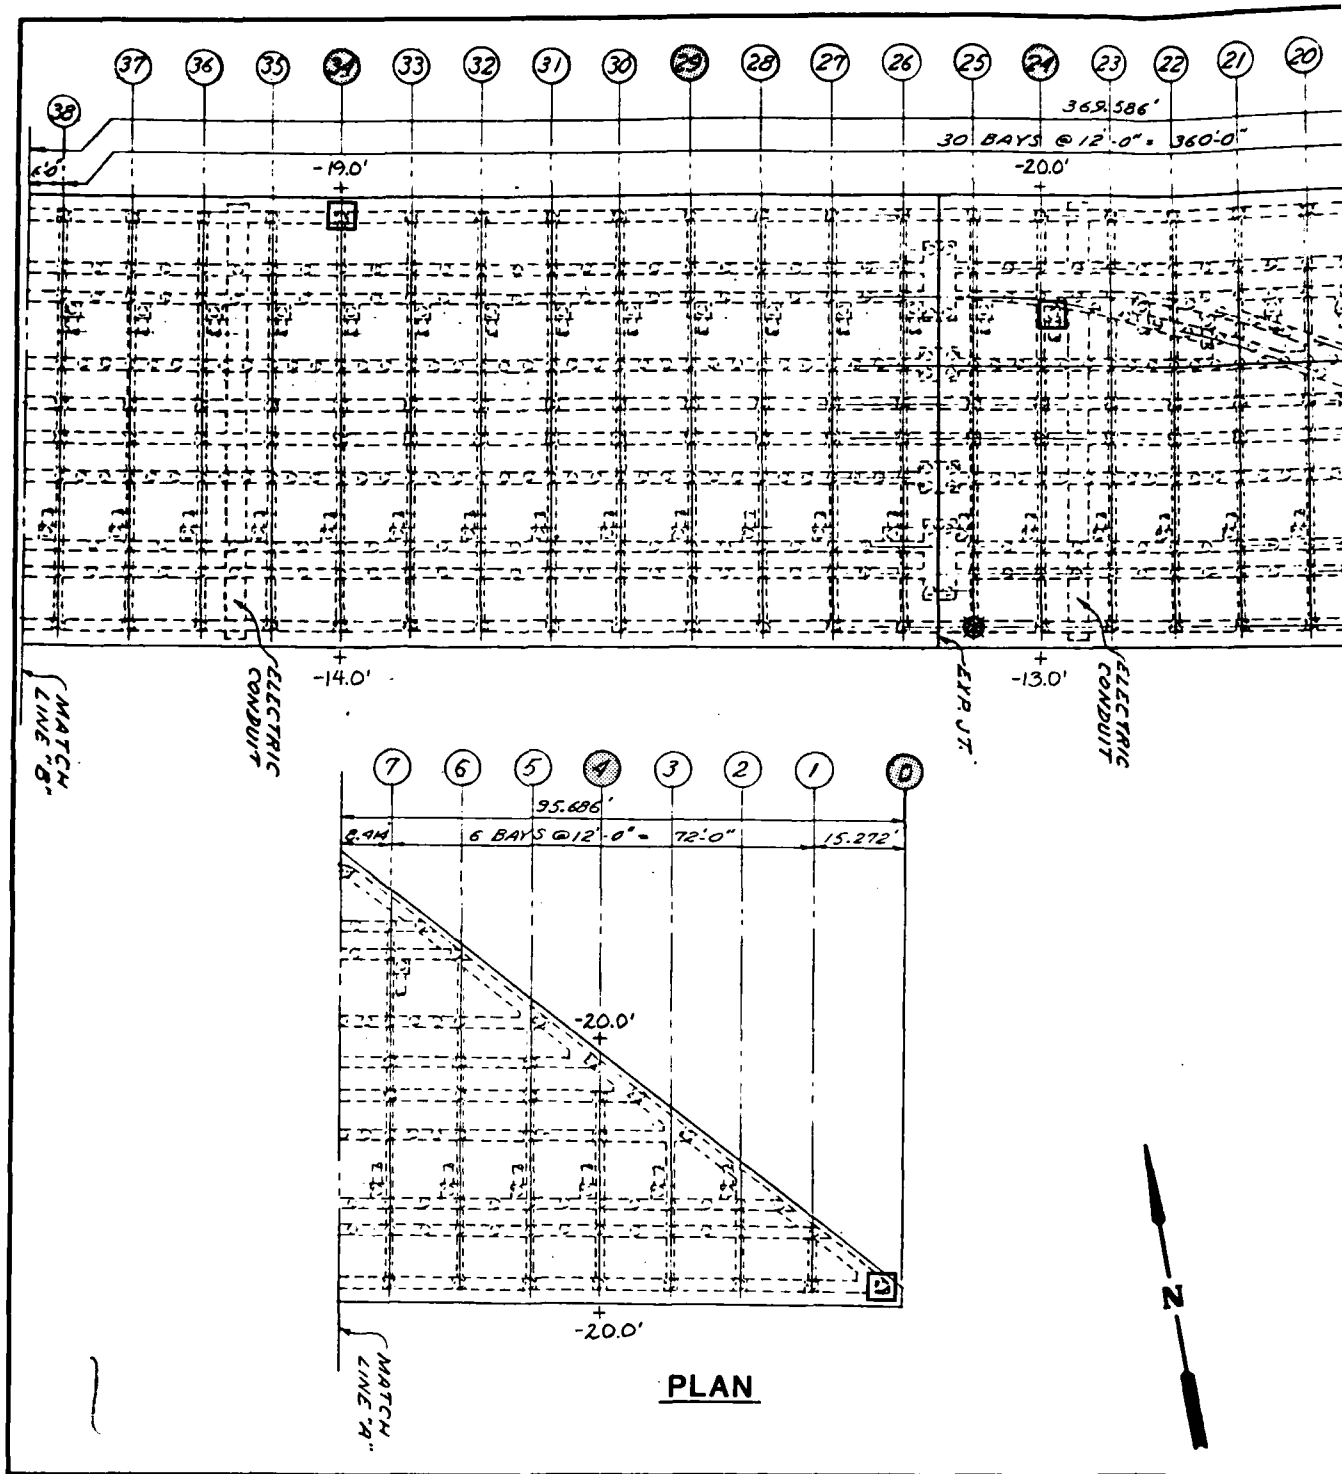 37 36 35 34 33 32 31 30 29 28 27 26 25 24 23 22 21 20
38
369.586'
30 BAYS @ 12'-0" = 360'-0"
6'0"
-19.0'
-20.0'
-14.0'
-13.0'
ELECTRIC
CONDUIT
EXP. JT.
ELECTRIC
CONDUIT
MATCH
LINE "B"
7 6 5 4 3 2 1 0
95.686'
8.414' 6 BAYS @ 12'-0" = 72'-0" 15.272'
-20.0'
-20.0'
MATCH
LINE "A"
PLAN
N